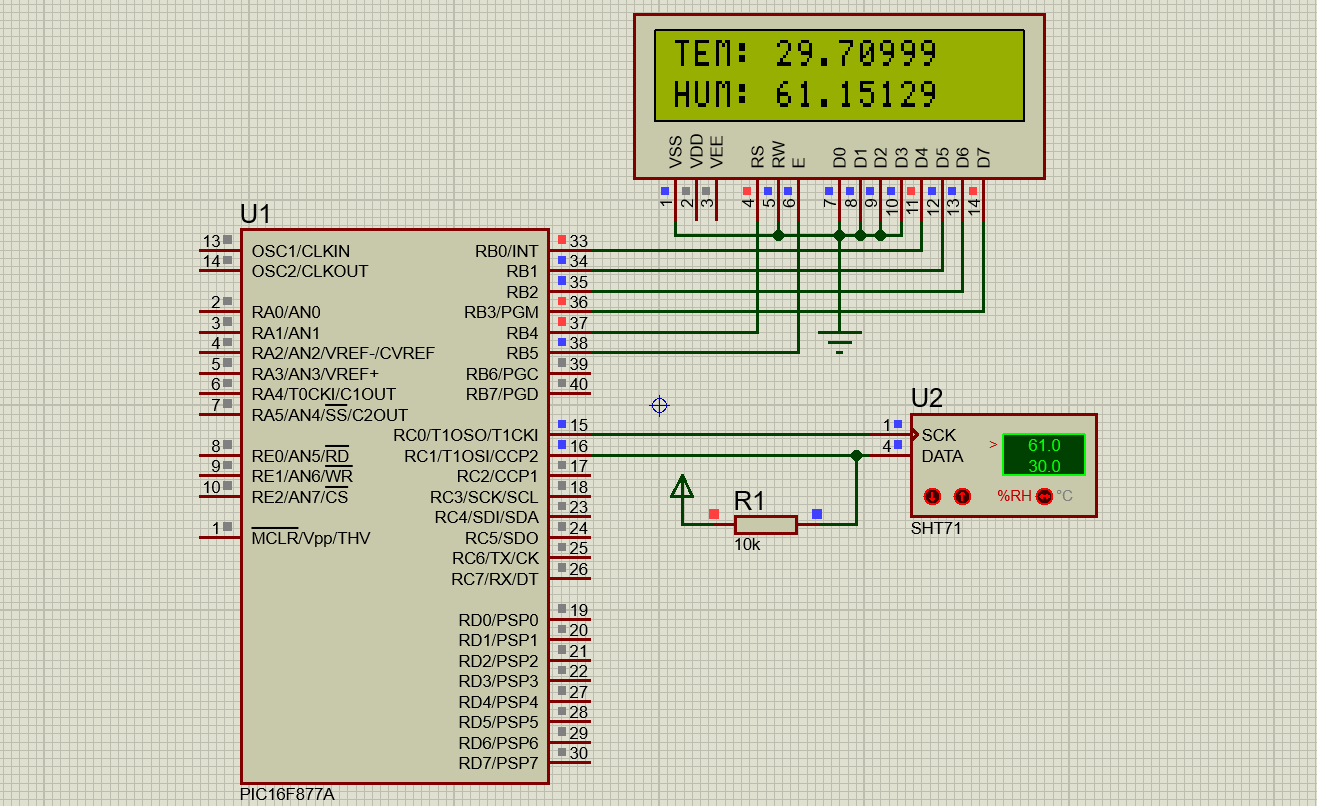 TEM: 29.70999
HUM: 61.15129
VSS VDD VEE RS RW E D0 D1 D2 D3 D4 D5 D6 D7
1 2 3 4 5 6 7 8 9 10 11 12 13 14
U1
13 OSC1/CLKIN RB0/INT 33
14 OSC2/CLKOUT RB1 34
RB2 35
2 RA0/AN0 RB3/PGM 36
3 RA1/AN1 RB4 37
4 RA2/AN2/VREF-/CVREF RB5 38
5 RA3/AN3/VREF+ RB6/PGC 39
6 RA4/T0CKI/C1OUT RB7/PGD 40
7 RA5/AN4/SS/C2OUT
RC0/T1OSO/T1CKI 15
8 RE0/AN5/RD RC1/T1OSI/CCP2 16
9 RE1/AN6/WR RC2/CCP1 17
10 RE2/AN7/CS RC3/SCK/SCL 18
RC4/SDI/SDA 23
1 MCLR/Vpp/THV RC5/SDO 24
RC6/TX/CK 25
RC7/RX/DT 26
RD0/PSP0 19
RD1/PSP1 20
RD2/PSP2 21
RD3/PSP3 22
RD4/PSP4 27
RD5/PSP5 28
RD6/PSP6 29
RD7/PSP7 30
PIC16F877A
U2
1 SCK > 61.0
4 DATA 30.0
%RH °C
SHT71
R1
10k